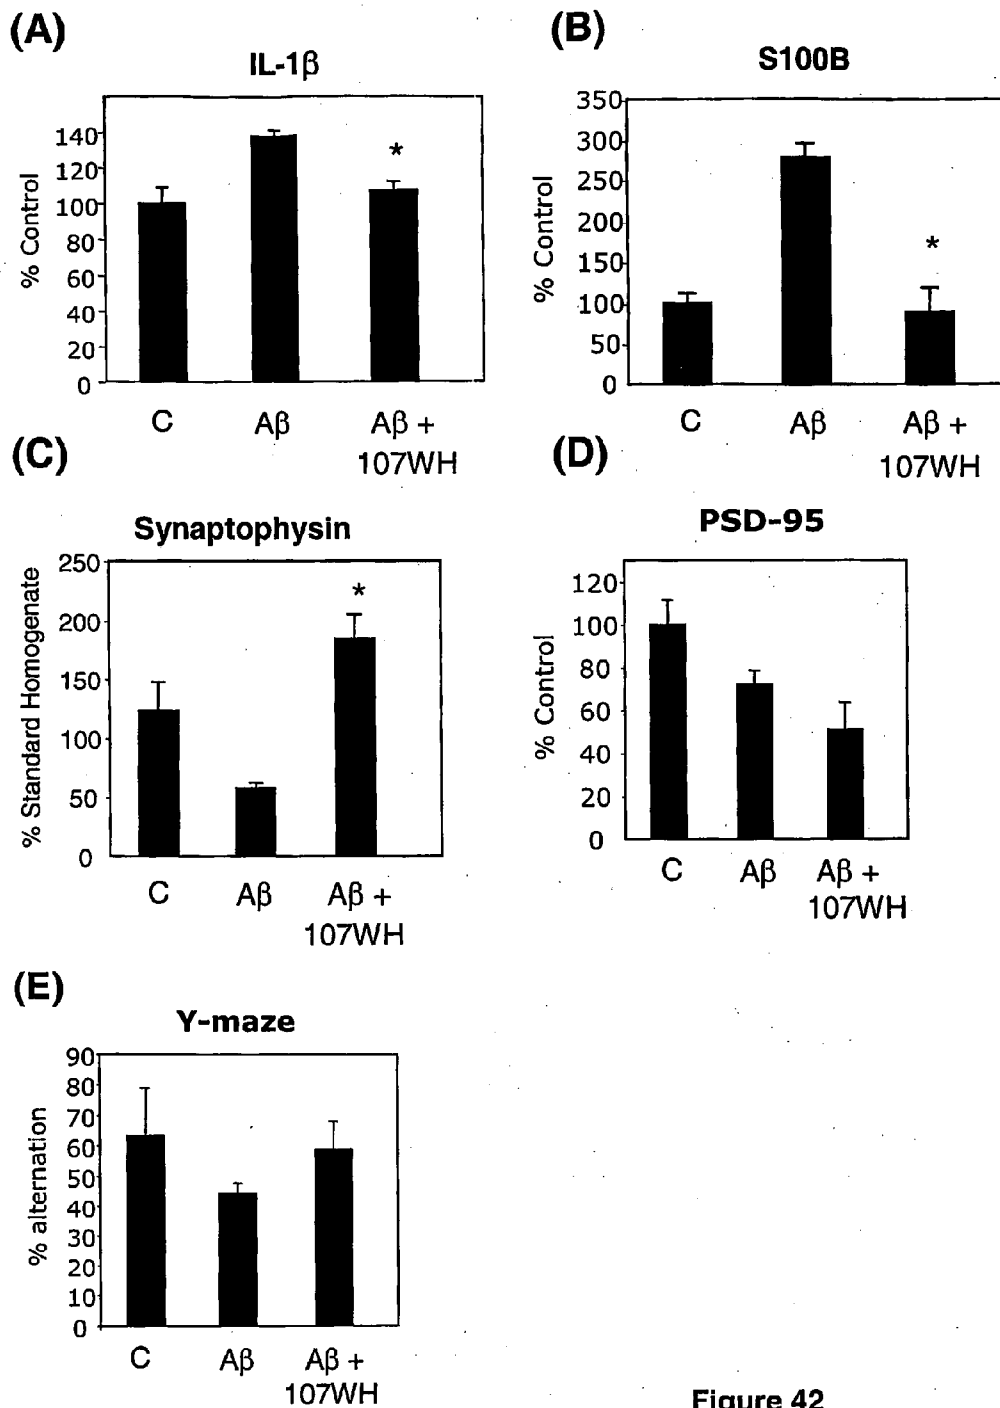 (A)
IL-1β
% Control
140
120
100
80
60
40
20
0
*
C Aβ Aβ +
107WH
(B)
S100B
% Control
350
300
250
200
150
100
50
0
*
C Aβ Aβ +
107WH
(C)
Synaptophysin
% Standard Homogenate
250
200
150
100
50
0
*
C Aβ Aβ +
107WH
(D)
PSD-95
% Control
120
100
80
60
40
20
0
C Aβ Aβ +
107WH
(E)
Y-maze
% alternation
90
80
70
60
50
40
30
20
10
0
C Aβ Aβ +
107WH
Figure 42